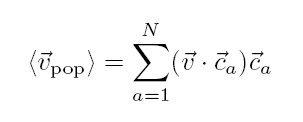 ⟨v⃗_pop⟩ = ∑_{a=1}^{N} (v⃗ · c⃗_a) c⃗_a